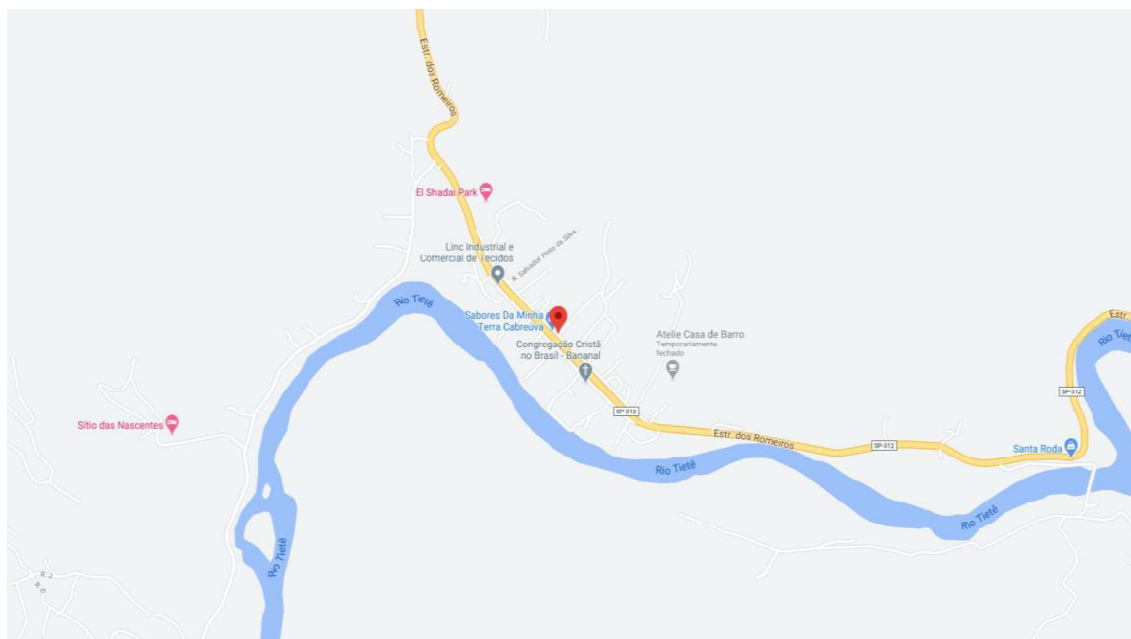 Estr. dos Romeiros
El Shadai Park
Linc Industrial e
Comercial de Tecidos
R. Salvador Peito da Silva.
Rio Tietê
Sabores Da Minha
Terra Cabreúva
Congregação Cristã
no Brasil - Bananal
Atelie Casa de Barro
Temporariamente
fechado
Estr.
Rio Tietê
SP-312
SP-312
Sítio das Nascentes
Estr. dos Romeiros
SP-312
Santa Roda
Rio Tietê
Rio Tietê
Rio Tietê
R. J